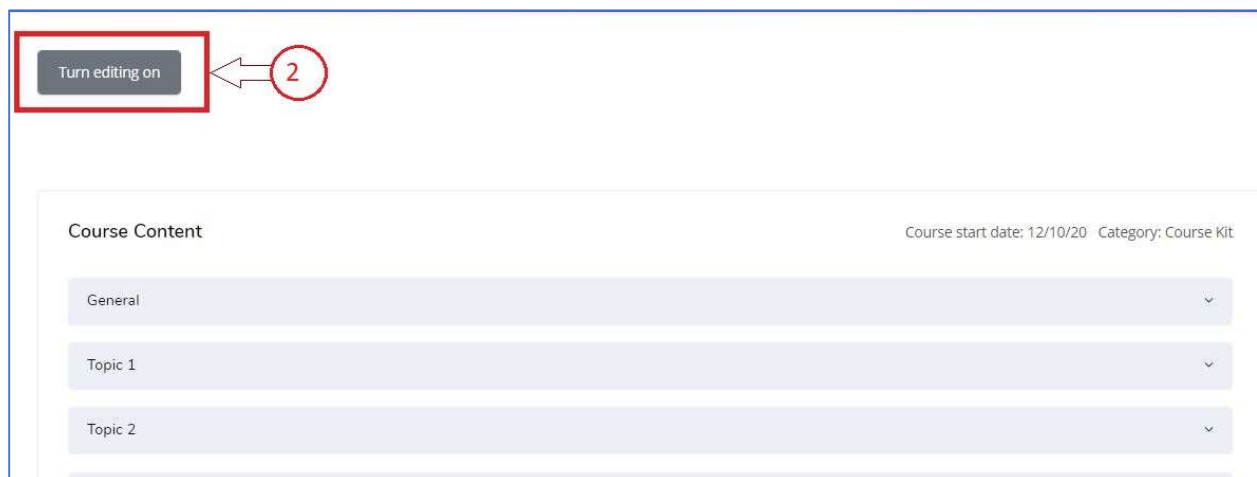 Turn editing on
2
Course Content
Course start date: 12/10/20 Category: Course Kit
General
Topic 1
Topic 2